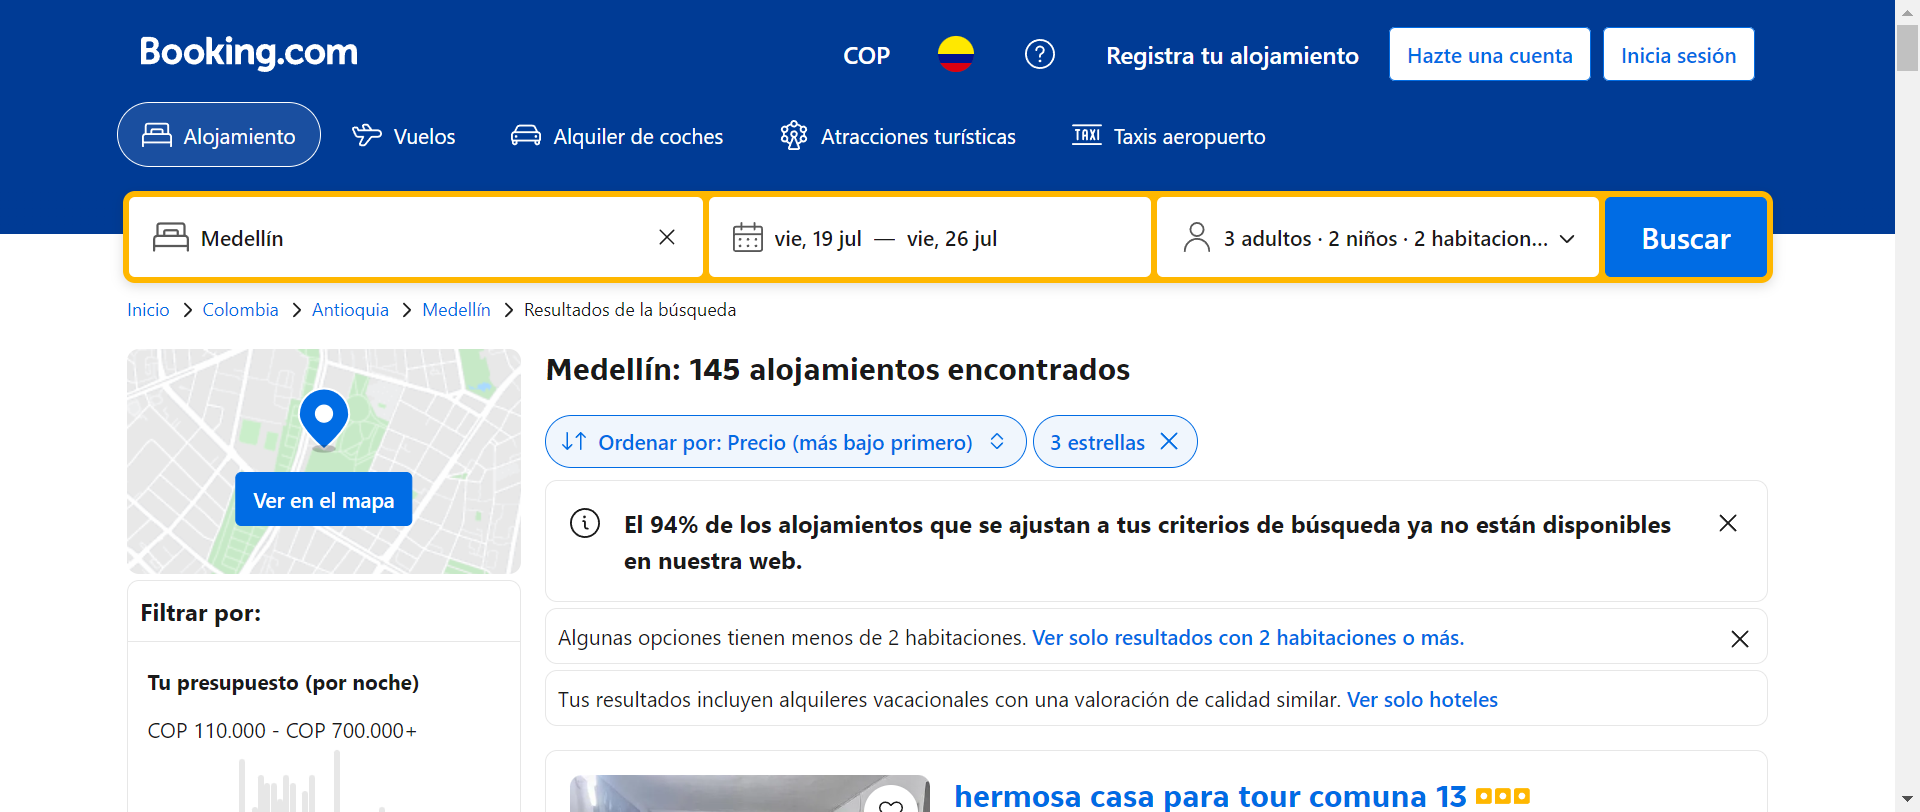 Booking.com
COP
Registra tu alojamiento
Hazte una cuenta
Inicia sesión
Alojamiento
Vuelos
Alquiler de coches
Atracciones turísticas
TAXI
Taxis aeropuerto
Medellín
vie, 19 jul — vie, 26 jul
3 adultos · 2 niños · 2 habitacion...
Buscar
Inicio > Colombia > Antioquia > Medellín > Resultados de la búsqueda
Ver en el mapa
Filtrar por:
Tu presupuesto (por noche)
COP 110.000 - COP 700.000+
Medellín: 145 alojamientos encontrados
Ordenar por: Precio (más bajo primero)
3 estrellas
El 94% de los alojamientos que se ajustan a tus criterios de búsqueda ya no están disponibles
en nuestra web.
Algunas opciones tienen menos de 2 habitaciones. Ver solo resultados con 2 habitaciones o más.
Tus resultados incluyen alquileres vacacionales con una valoración de calidad similar. Ver solo hoteles
hermosa casa para tour comuna 13